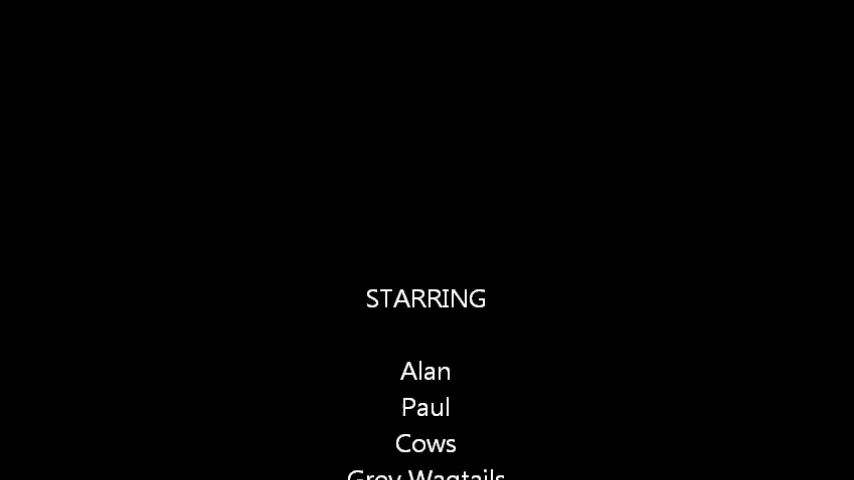 STARRING
Alan
Paul
Cows
Grey Wagtails